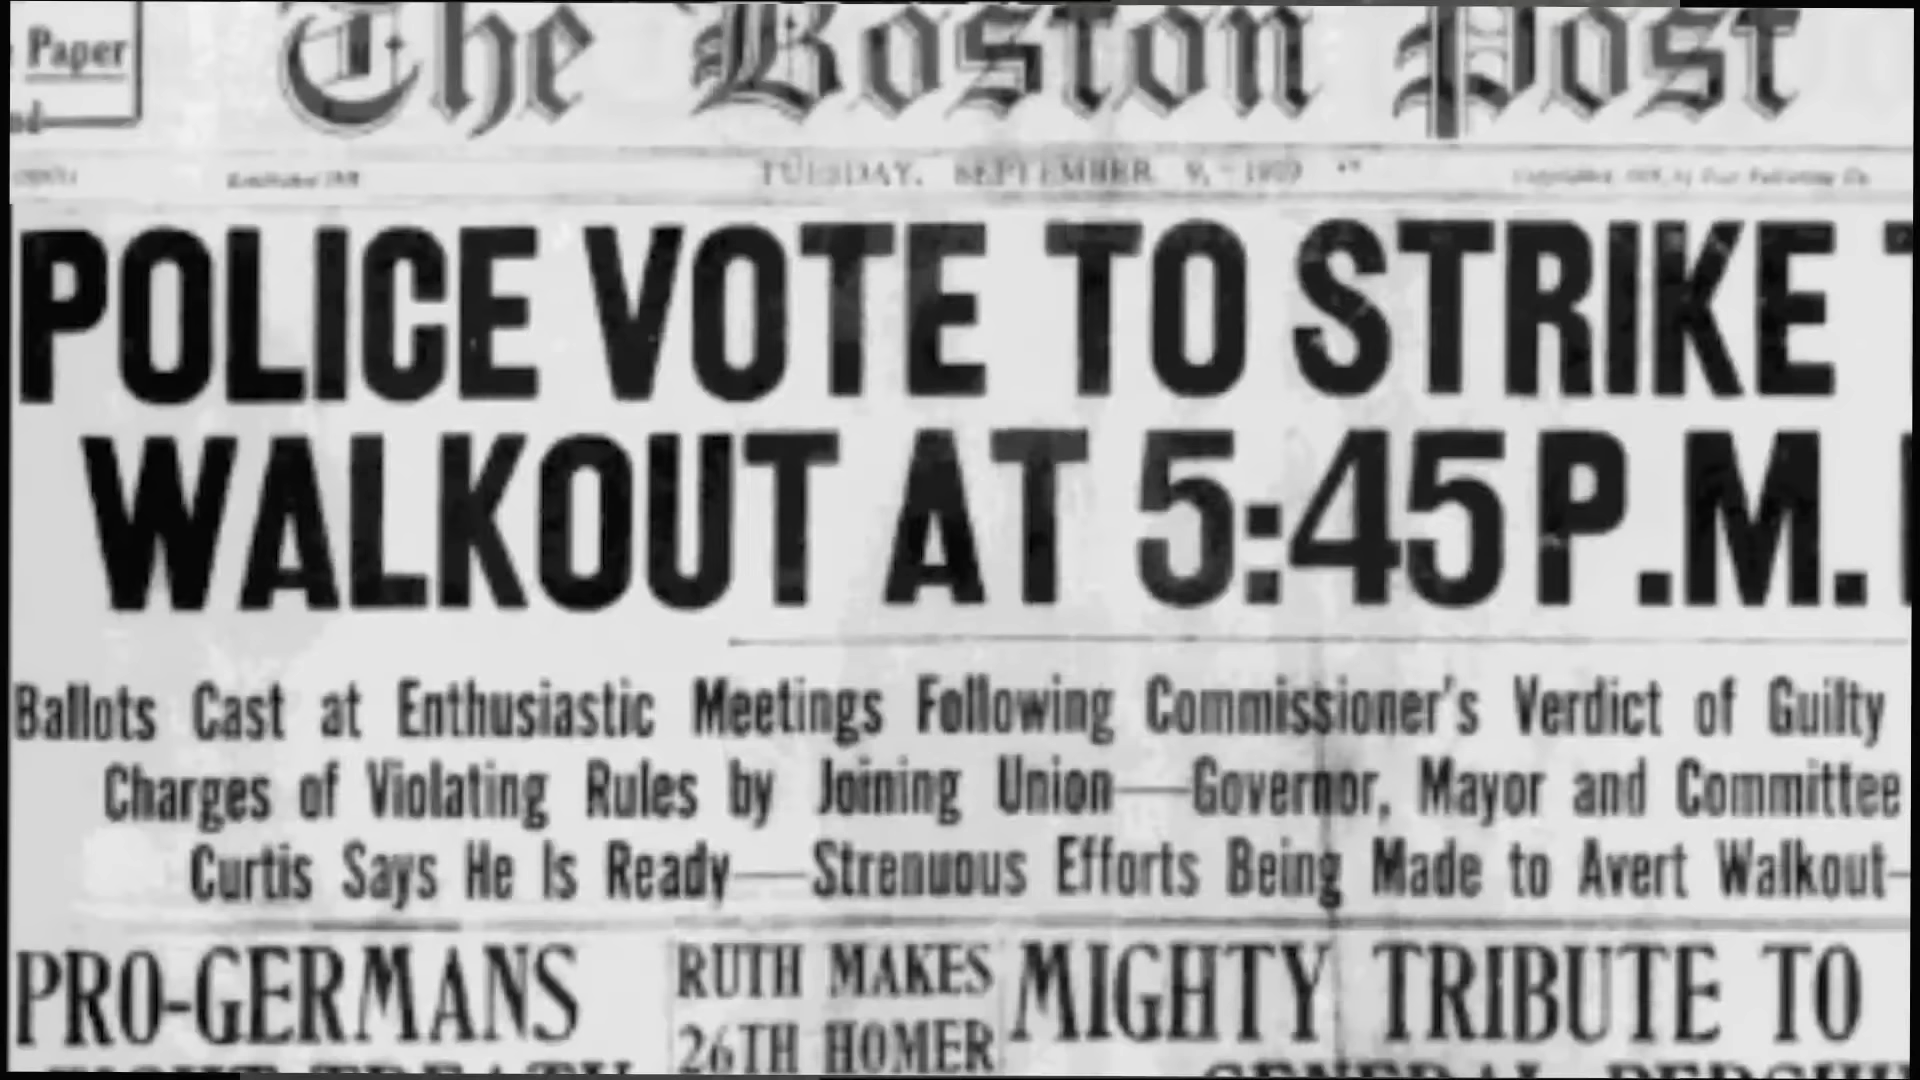 Paper
The Boston Post
TUESDAY, SEPTEMBER 9, 1919
POLICE VOTE TO STRIKE
WALKOUT AT 5:45 P.M.
Ballots Cast at Enthusiastic Meetings Following Commissioner's Verdict of Guilty
Charges of Violating Rules by Joining Union—Governor, Mayor and Committee
Curtis Says He Is Ready—Strenuous Efforts Being Made to Avert Walkout—
PRO-GERMANS
RUTH MAKES
26TH HOMER
MIGHTY TRIBUTE TO